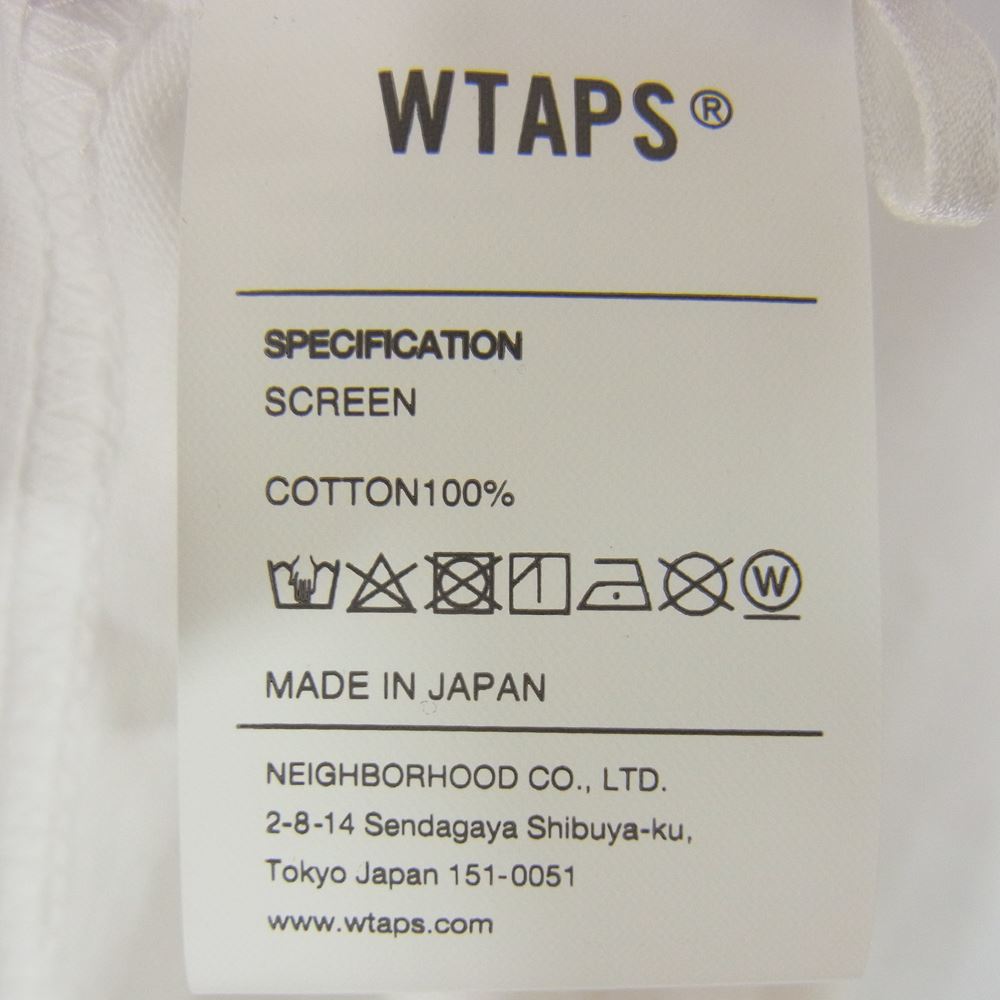 WTAPS®
SPECIFICATION
SCREEN
COTTON100%
W
MADE IN JAPAN
NEIGHBORHOOD CO., LTD.
2-8-14 Sendagaya Shibuya-ku,
Tokyo Japan 151-0051
www.wtaps.com